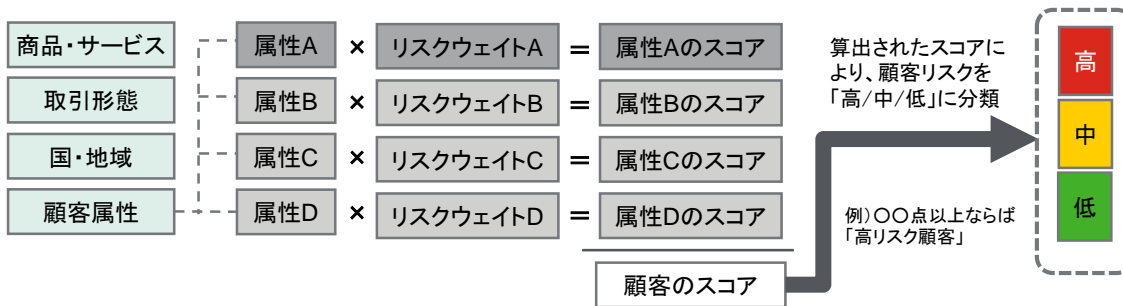 商品・サービス
属性A × リスクウェイトA = 属性Aのスコア
取引形態
属性B × リスクウェイトB = 属性Bのスコア
国・地域
属性C × リスクウェイトC = 属性Cのスコア
顧客属性
属性D × リスクウェイトD = 属性Dのスコア
顧客のスコア
算出されたスコアに
より、顧客リスクを
「高/中/低」に分類
例)〇〇点以上ならば
「高リスク顧客」
高
中
低